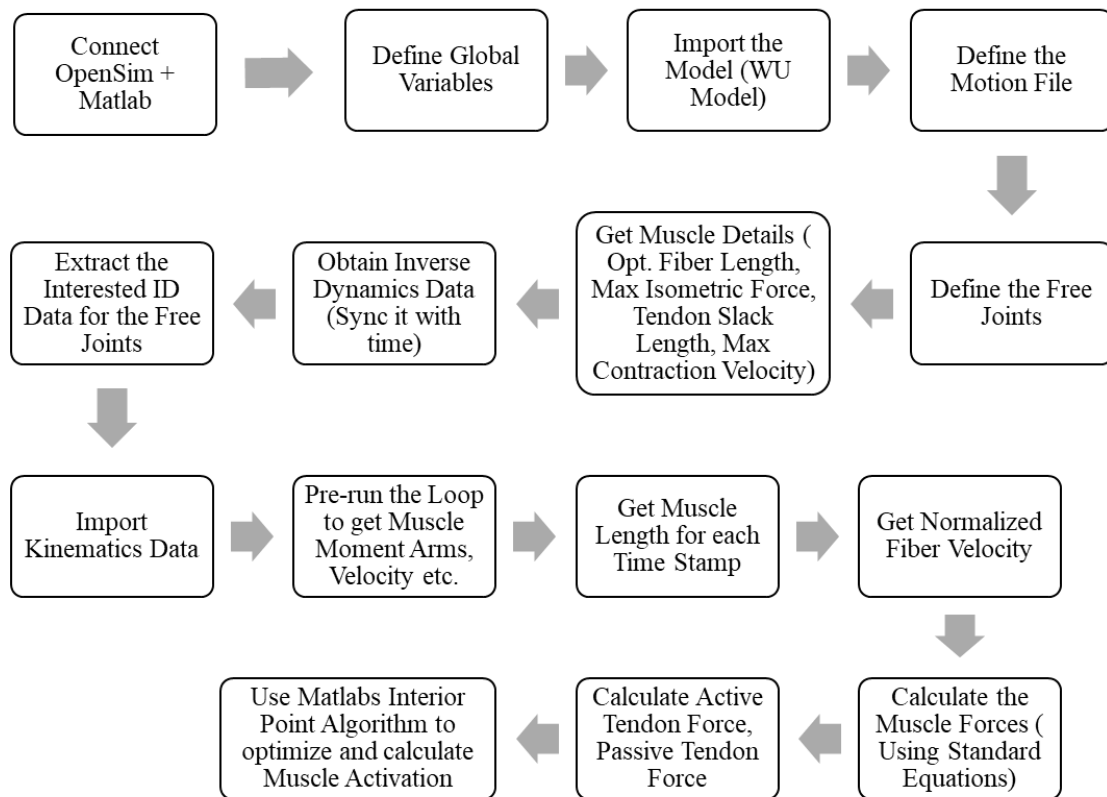 Connect
OpenSim +
Matlab
Define Global
Variables
Import the
Model (WU
Model)
Define the
Motion File
Define the Free
Joints
Get Muscle Details (
Opt. Fiber Length,
Max Isometric Force,
Tendon Slack
Length, Max
Contraction Velocity)
Obtain Inverse
Dynamics Data
(Sync it with
time)
Extract the
Interested ID
Data for the Free
Joints
Import
Kinematics Data
Pre-run the Loop
to get Muscle
Moment Arms,
Velocity etc.
Get Muscle
Length for each
Time Stamp
Get Normalized
Fiber Velocity
Calculate the
Muscle Forces (
Using Standard
Equations)
Calculate Active
Tendon Force,
Passive Tendon
Force
Use Matlabs Interior
Point Algorithm to
optimize and calculate
Muscle Activation